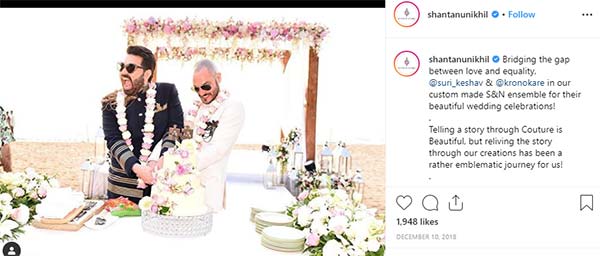 shantanunikhil • Follow
shantanunikhil Bridging the gap
between love and equality,
@suri_keshav & @kronokare in our
custom made S&N ensemble for their
beautiful wedding celebrations!
.
Telling a story through Couture is
Beautiful, but reliving the story
through our creations has been a
rather emblematic journey for us!
.
1,948 likes
DECEMBER 10, 2018